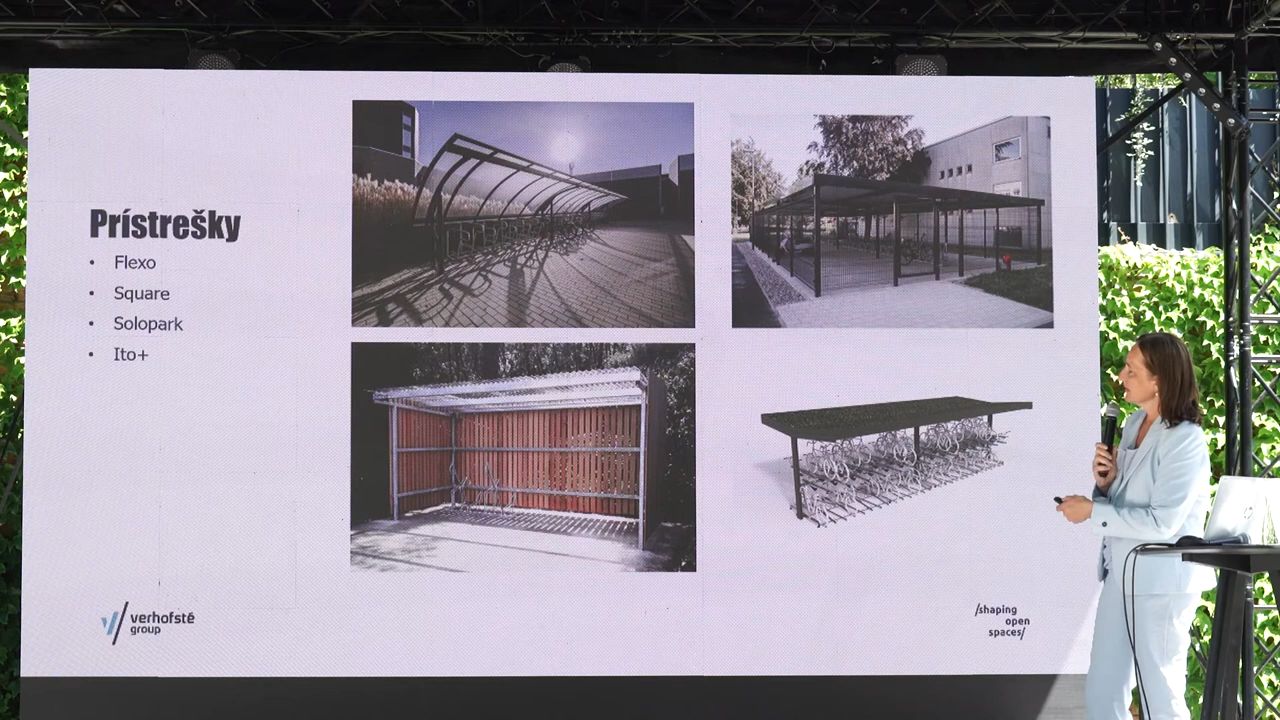 Prístrešky
• Flexo
• Square
• Solopark
• Ito+
verhofsté
group
/shaping
open
spaces/